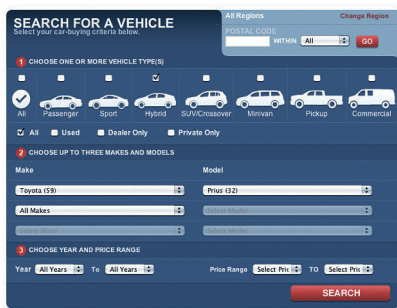 SEARCH FOR A VEHICLE
Select your car-buying criteria below.
All Regions
Change Region
POSTAL CODE
WITHIN All GO
1 CHOOSE ONE OR MORE VEHICLE TYPE(S)
All Passenger Sport Hybrid SUV/Crossover Minivan Pickup Commercial
All Used Dealer Only Private Only
2 CHOOSE UP TO THREE MAKES AND MODELS
Make Model
Toyota (59) Prius (32)
All Makes Select Model
Select Make Select Model
3 CHOOSE YEAR AND PRICE RANGE
Year All Years To All Years Price Range Select Pric TO Select Pric
SEARCH